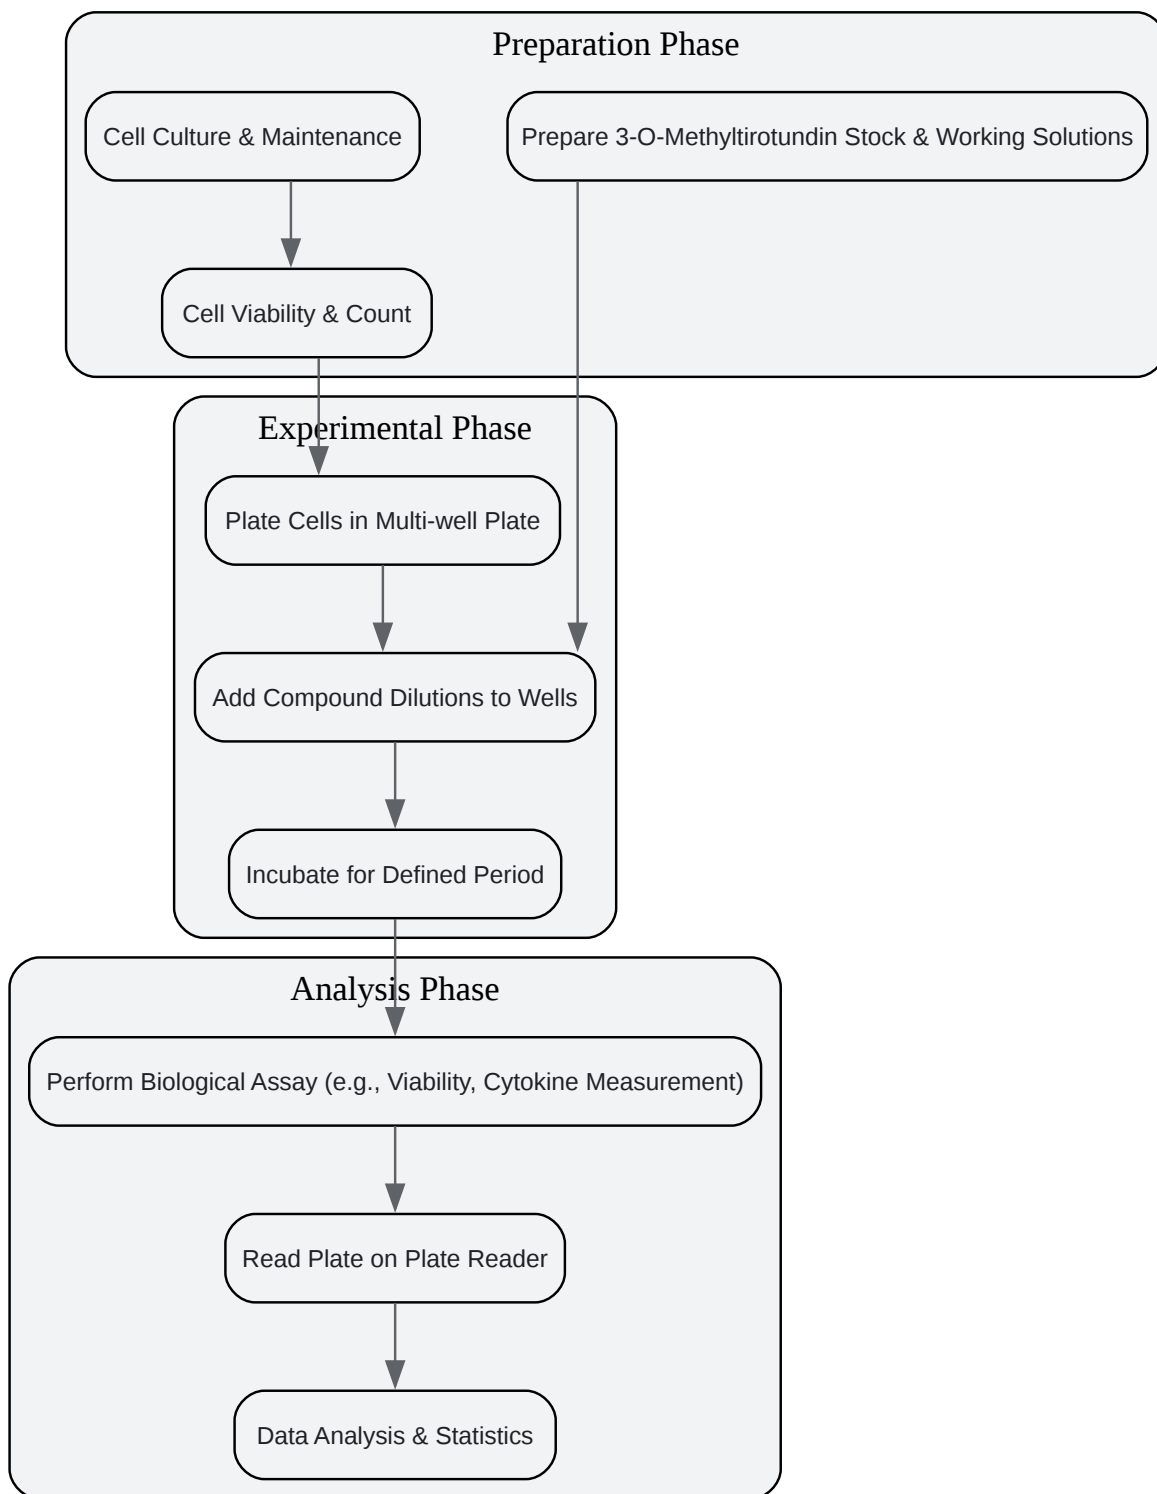 Preparation Phase
Cell Culture & Maintenance
Prepare 3-O-Methyltirotundin Stock & Working Solutions
Cell Viability & Count
Experimental Phase
Plate Cells in Multi-well Plate
Add Compound Dilutions to Wells
Incubate for Defined Period
Analysis Phase
Perform Biological Assay (e.g., Viability, Cytokine Measurement)
Read Plate on Plate Reader
Data Analysis & Statistics